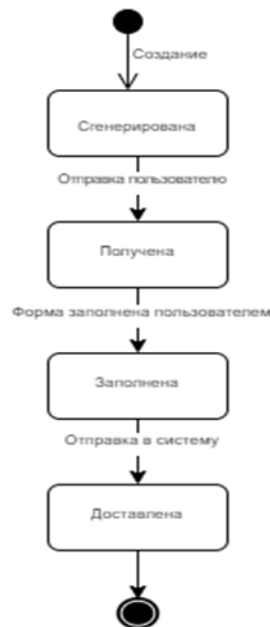 Создание
Сгенерирована
Отправка пользователю
Получена
Форма заполнена пользователем
Заполнена
Отправка в систему
Доставлена